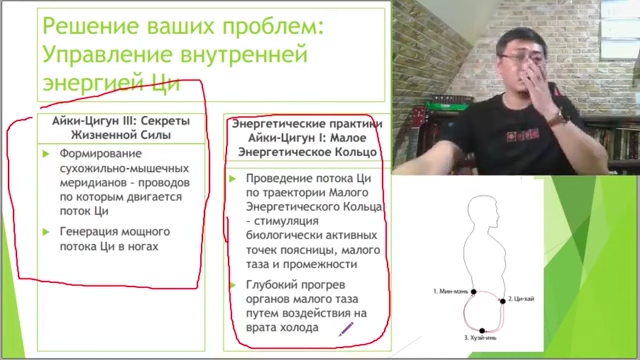 Решение ваших проблем:
Управление внутренней
энергией Ци
Айки-Цигун III: Секреты
Жизненной Силы
Формирование
сухожильно-мышечных
меридианов – проводов
по которым двигается
поток Ци
Генерация мощного
потока Ци в ногах
Энергетические практики
Айки-Цигун I: Малое
Энергетическое Кольцо
Проведение потока Ци
по траектории Малого
Энергетического Кольца
– стимуляция
биологически активных
точек поясницы, малого
таза и промежности
Глубокий прогрев
органов малого таза
путем воздействия на
врата холода
1. Мин-мэнь
2. Ци-хай
3. Хуэй-инь